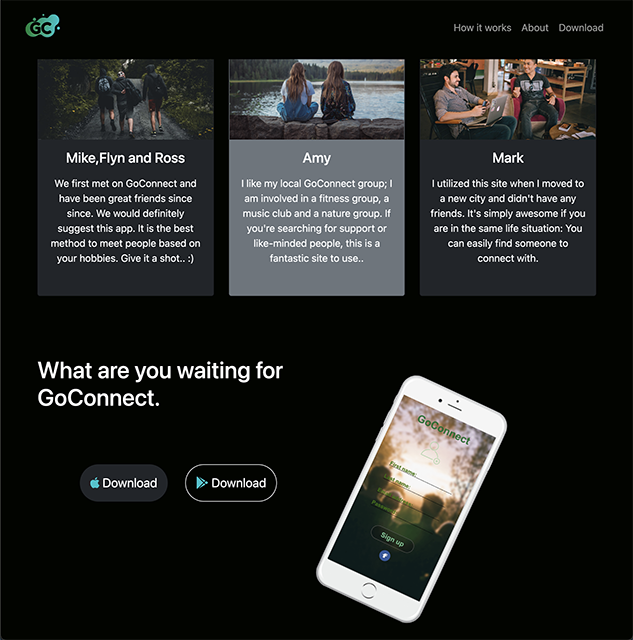 GC
How it works About Download
Mike,Flyn and Ross
We first met on GoConnect and
have been great friends since
since. We would definitely
suggest this app. It is the best
method to meet people based on
your hobbies. Give it a shot.. :)
Amy
I like my local GoConnect group; I
am involved in a fitness group, a
music club and a nature group. If
you're searching for support or
like-minded people, this is a
fantastic site to use..
Mark
I utilized this site when I moved to
a new city and didn't have any
friends. It's simply awesome if you
are in the same life situation: You
can easily find someone to
connect with.
What are you waiting for
GoConnect.
Download
Download
GoConnect
First name:
name:
Sign up